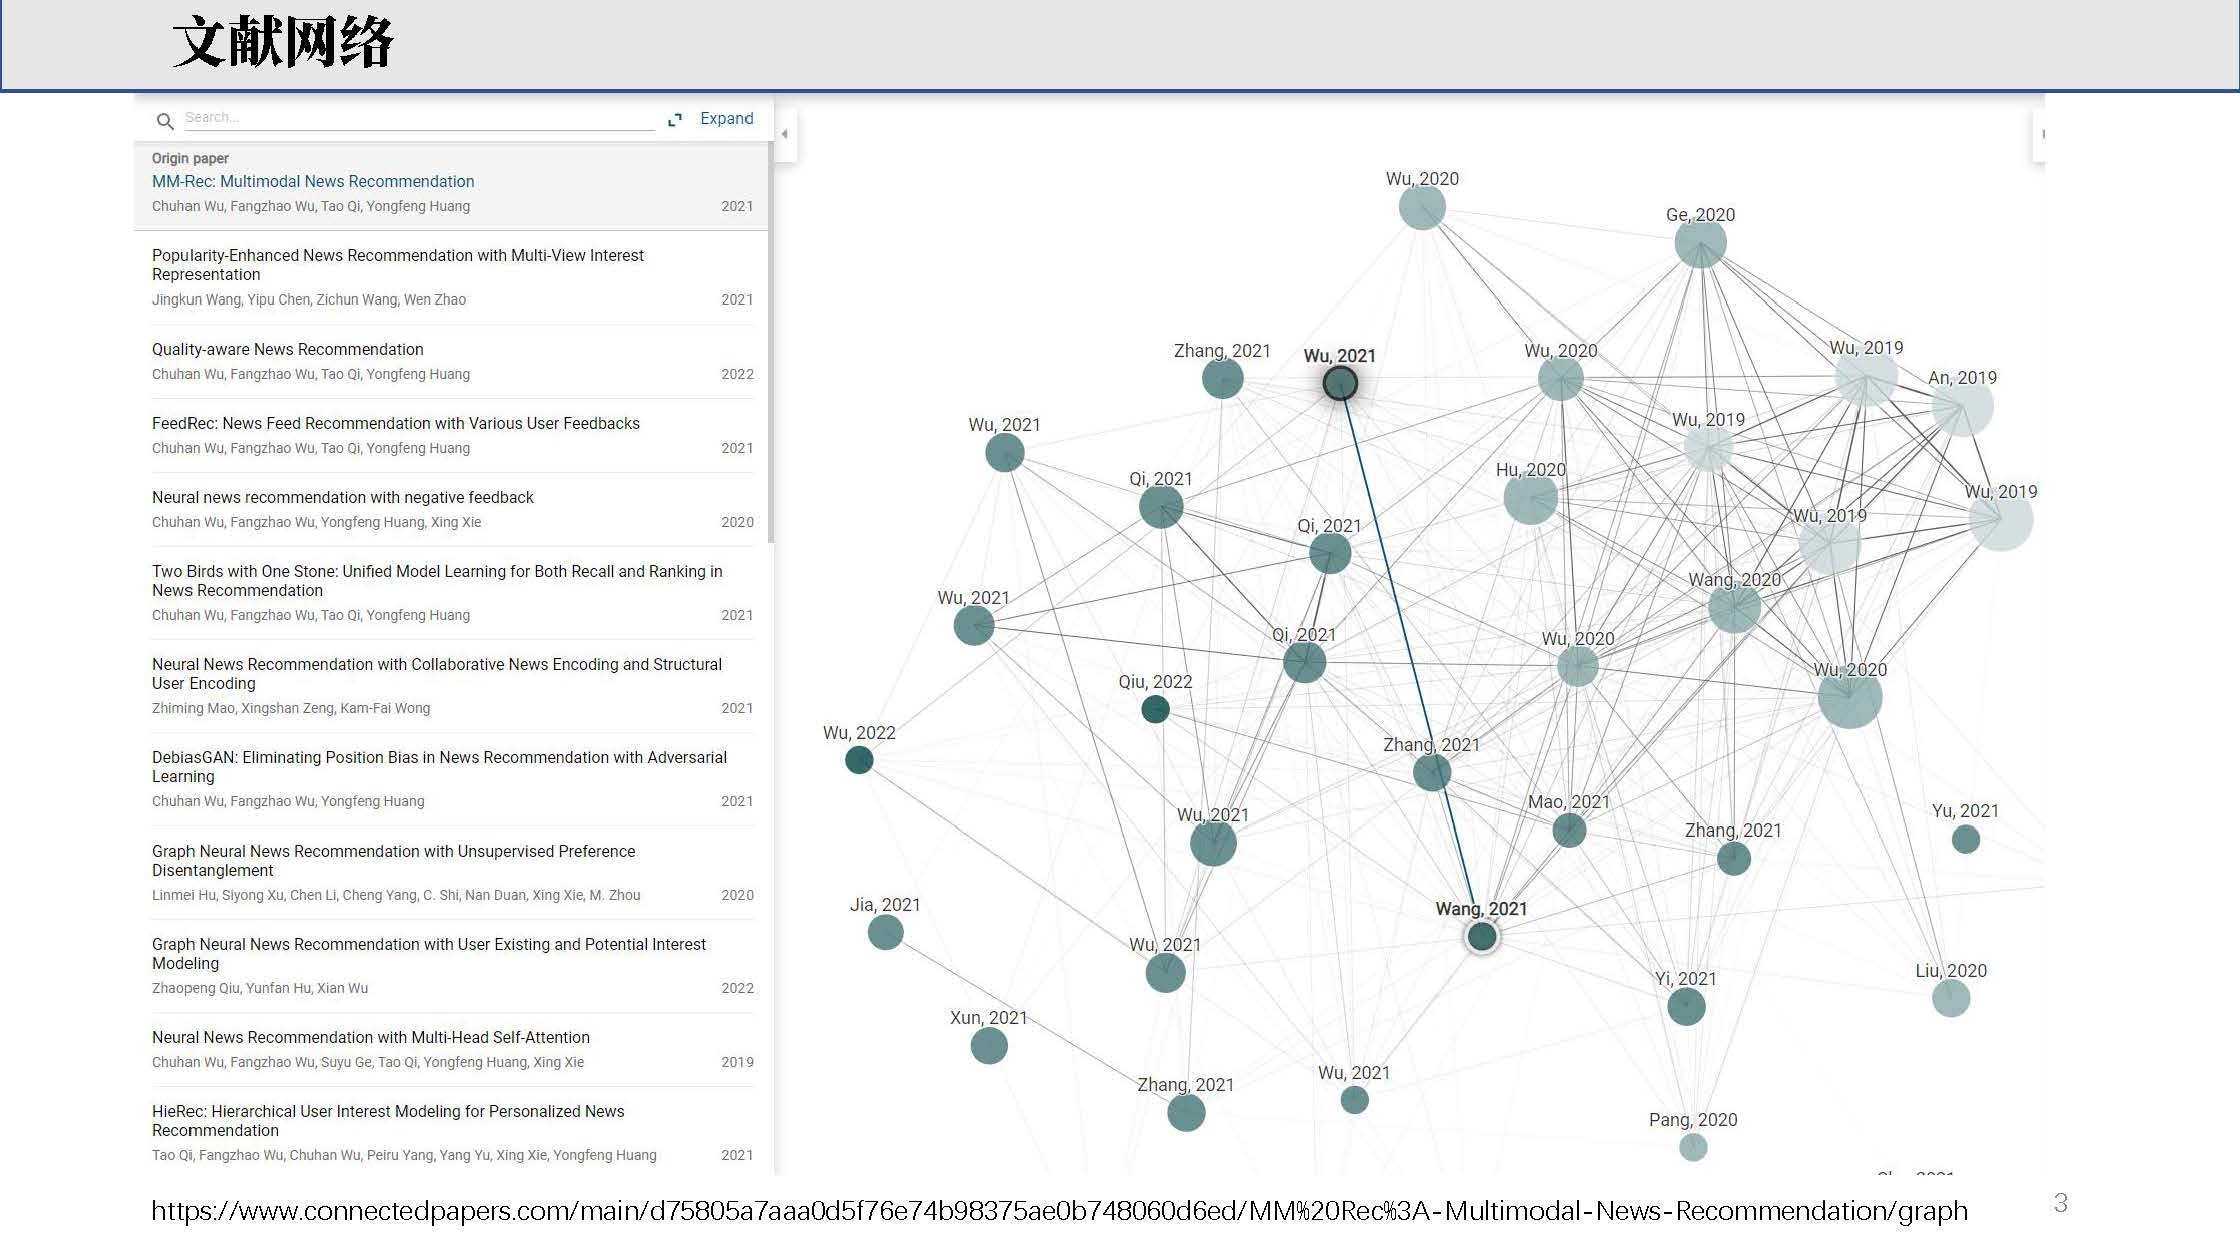 文献网络
Search...
Expand
Origin paper
MM-Rec: Multimodal News Recommendation
Chuhan Wu, Fangzhao Wu, Tao Qi, Yongfeng Huang 2021
Popularity-Enhanced News Recommendation with Multi-View Interest
Representation
Jingkun Wang, Yipu Chen, Zichun Wang, Wen Zhao 2021
Quality-aware News Recommendation
Chuhan Wu, Fangzhao Wu, Tao Qi, Yongfeng Huang 2022
FeedRec: News Feed Recommendation with Various User Feedbacks
Chuhan Wu, Fangzhao Wu, Tao Qi, Yongfeng Huang 2021
Neural news recommendation with negative feedback
Chuhan Wu, Fangzhao Wu, Yongfeng Huang, Xing Xie 2020
Two Birds with One Stone: Unified Model Learning for Both Recall and Ranking in
News Recommendation
Chuhan Wu, Fangzhao Wu, Tao Qi, Yongfeng Huang 2021
Neural News Recommendation with Collaborative News Encoding and Structural
User Encoding
Zhiming Mao, Xingshan Zeng, Kam-Fai Wong 2021
DebiasGAN: Eliminating Position Bias in News Recommendation with Adversarial
Learning
Chuhan Wu, Fangzhao Wu, Yongfeng Huang 2021
Graph Neural News Recommendation with Unsupervised Preference
Disentanglement
Linmei Hu, Siyong Xu, Chen Li, Cheng Yang, C. Shi, Nan Duan, Xing Xie, M. Zhou 2020
Graph Neural News Recommendation with User Existing and Potential Interest
Modeling
Zhaopeng Qiu, Yunfan Hu, Xian Wu 2022
Neural News Recommendation with Multi-Head Self-Attention
Chuhan Wu, Fangzhao Wu, Suyu Ge, Tao Qi, Yongfeng Huang, Xing Xie 2019
HieRec: Hierarchical User Interest Modeling for Personalized News
Recommendation
Tao Qi, Fangzhao Wu, Chuhan Wu, Peiru Yang, Yang Yu, Xing Xie, Yongfeng Huang 2021
Wu, 2020
Ge, 2020
Zhang, 2021
Wu, 2021
Wu, 2020
Wu, 2019
An, 2019
Wu, 2021
Wu, 2019
Qi, 2021
Hu, 2020
Wu, 2019
Qi, 2021
Wu, 2019
Wang, 2020
Wu, 2021
Qi, 2021
Wu, 2020
Wu, 2020
Qiu, 2022
Wu, 2022
Zhang, 2021
Mao, 2021
Wu, 2021
Yu, 2021
Zhang, 2021
Jia, 2021
Wang, 2021
Wu, 2021
Yi, 2021
Liu, 2020
Xun, 2021
Wu, 2021
Zhang, 2021
Pang, 2020
https://www.connectedpapers.com/main/d75805a7aaa0d5f76e74b98375ae0b748060d6ed/MM%20Rec%3A-Multimodal-News-Recommendation/graph
3